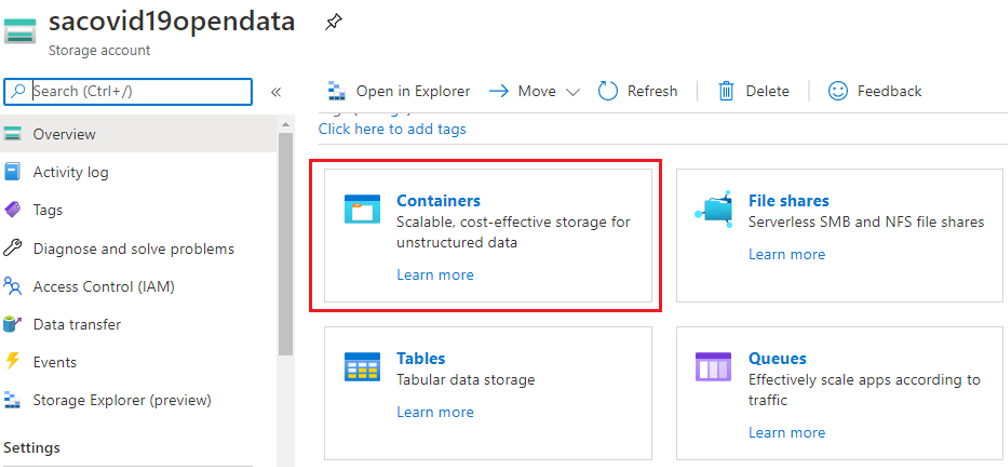 sacovid19opendata
Storage account
Search (Ctrl+/)
«
Overview
Activity log
Tags
Diagnose and solve problems
Access Control (IAM)
Data transfer
Events
Storage Explorer (preview)
Settings
Open in Explorer Move Refresh Delete Feedback
Click here to add tags
Containers
Scalable, cost-effective storage for
unstructured data
Learn more
File shares
Serverless SMB and NFS file shares
Learn more
Tables
Tabular data storage
Learn more
Queues
Effectively scale apps according to
traffic
Learn more